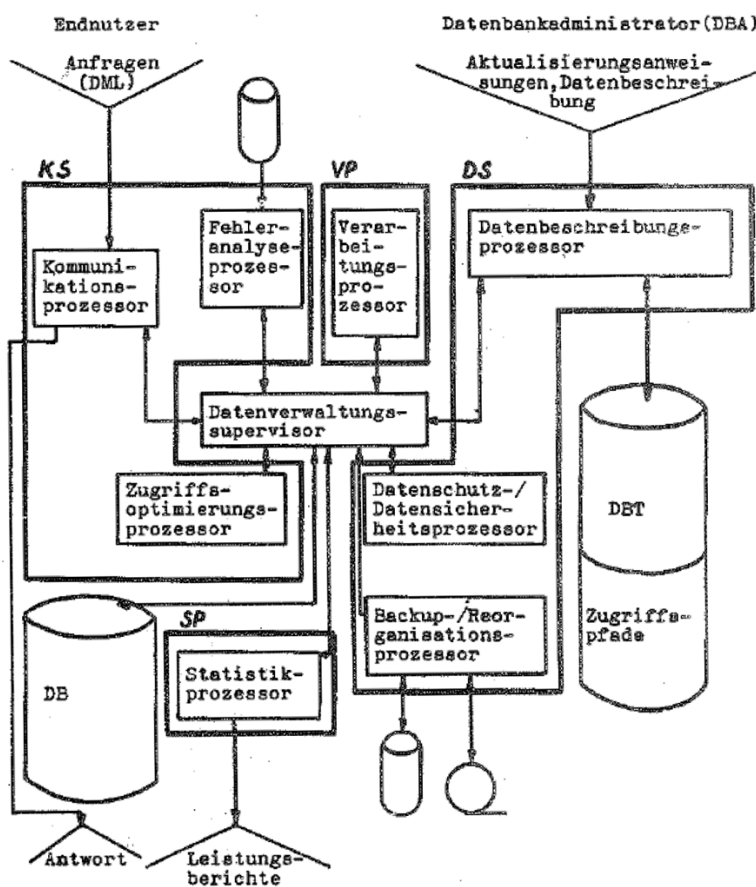 Endnutzer
Datenbankadministrator(DBA)
Anfragen
(DML)
Aktualisierungsanwei-
sungen,Datenbeschrei-
bung
KS
VP
DS
Fehler-
analyse-
prozes-
sor
Verar-
beitungs-
pro-
zessor
Datenbeschreibungs-
prozessor
Kommuni-
kations-
prozessor
Datenverwaltungs-
supervisor
Zugriffs-
optimierungs-
prozessor
Datenschutz-/
Datensicher-
heitsprozessor
DBT
Zugriffs-
pfade
Backup-/Reor-
ganisations-
prozessor
SP
Statistik-
prozessor
DB
Antwort
Leistungs-
berichte